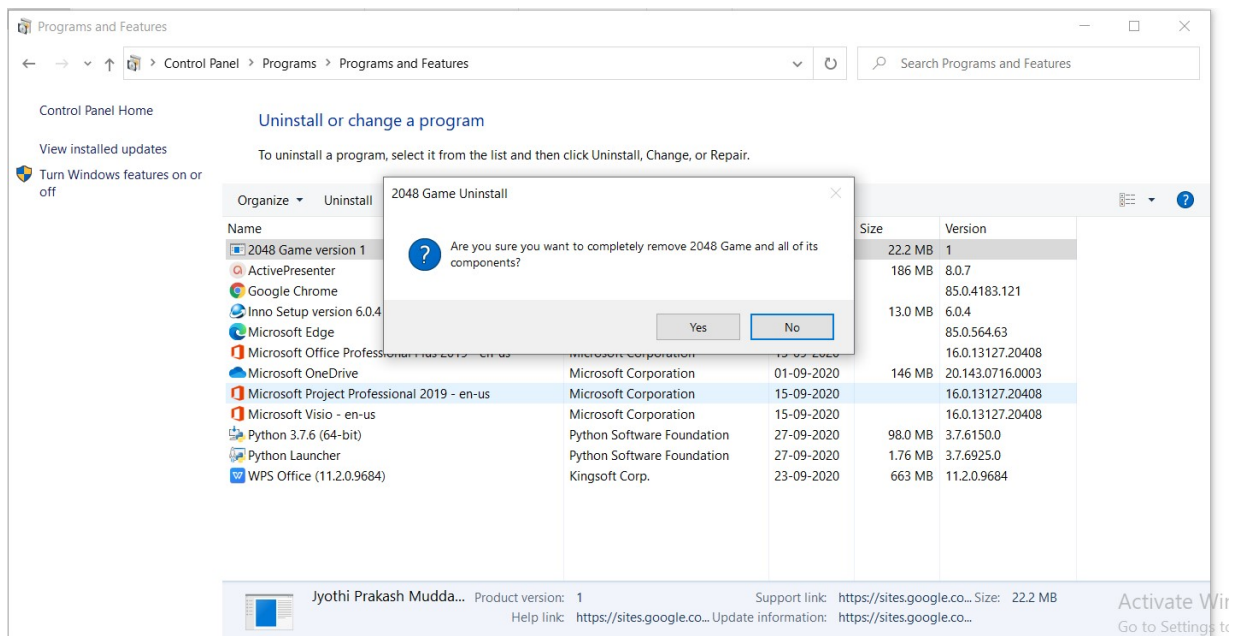 Programs and Features
Control Panel > Programs > Programs and Features
Search Programs and Features
Control Panel Home
View installed updates
Turn Windows features on or
off
Uninstall or change a program
To uninstall a program, select it from the list and then click Uninstall, Change, or Repair.
Organize Uninstall
2048 Game Uninstall
Are you sure you want to completely remove 2048 Game and all of its
components?
Yes No
Name Size Version
2048 Game version 1 22.2 MB 1
ActivePresenter 186 MB 8.0.7
Google Chrome 85.0.4183.121
Inno Setup version 6.0.4 13.0 MB 6.0.4
Microsoft Edge 85.0.564.63
Microsoft Office Professional Plus 2019 - en-us Microsoft Corporation 15-09-2020 16.0.13127.20408
Microsoft OneDrive Microsoft Corporation 01-09-2020 146 MB 20.143.0716.0003
Microsoft Project Professional 2019 - en-us Microsoft Corporation 15-09-2020 16.0.13127.20408
Microsoft Visio - en-us Microsoft Corporation 15-09-2020 16.0.13127.20408
Python 3.7.6 (64-bit) Python Software Foundation 27-09-2020 98.0 MB 3.7.6150.0
Python Launcher Python Software Foundation 27-09-2020 1.76 MB 3.7.6925.0
WPS Office (11.2.0.9684) Kingsoft Corp. 23-09-2020 663 MB 11.2.0.9684
Jyothi Prakash Mudda... Product version: 1 Support link: https://sites.google.co... Size: 22.2 MB
Help link: https://sites.google.co... Update information: https://sites.google.co...
Activate Wir
Go to Settings to